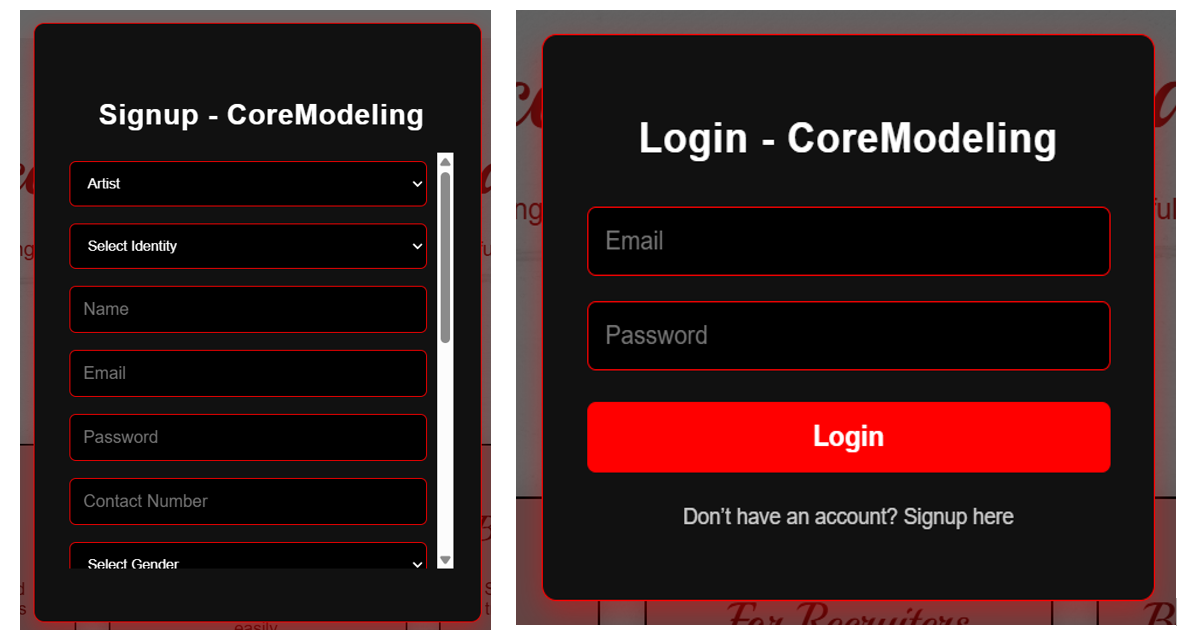 Signup - CoreModeling
Artist
Select Identity
Name
Email
Password
Contact Number
Select Gender
easily
Login - CoreModeling
Email
Password
Login
Don’t have an account? Signup here
For Recruiters